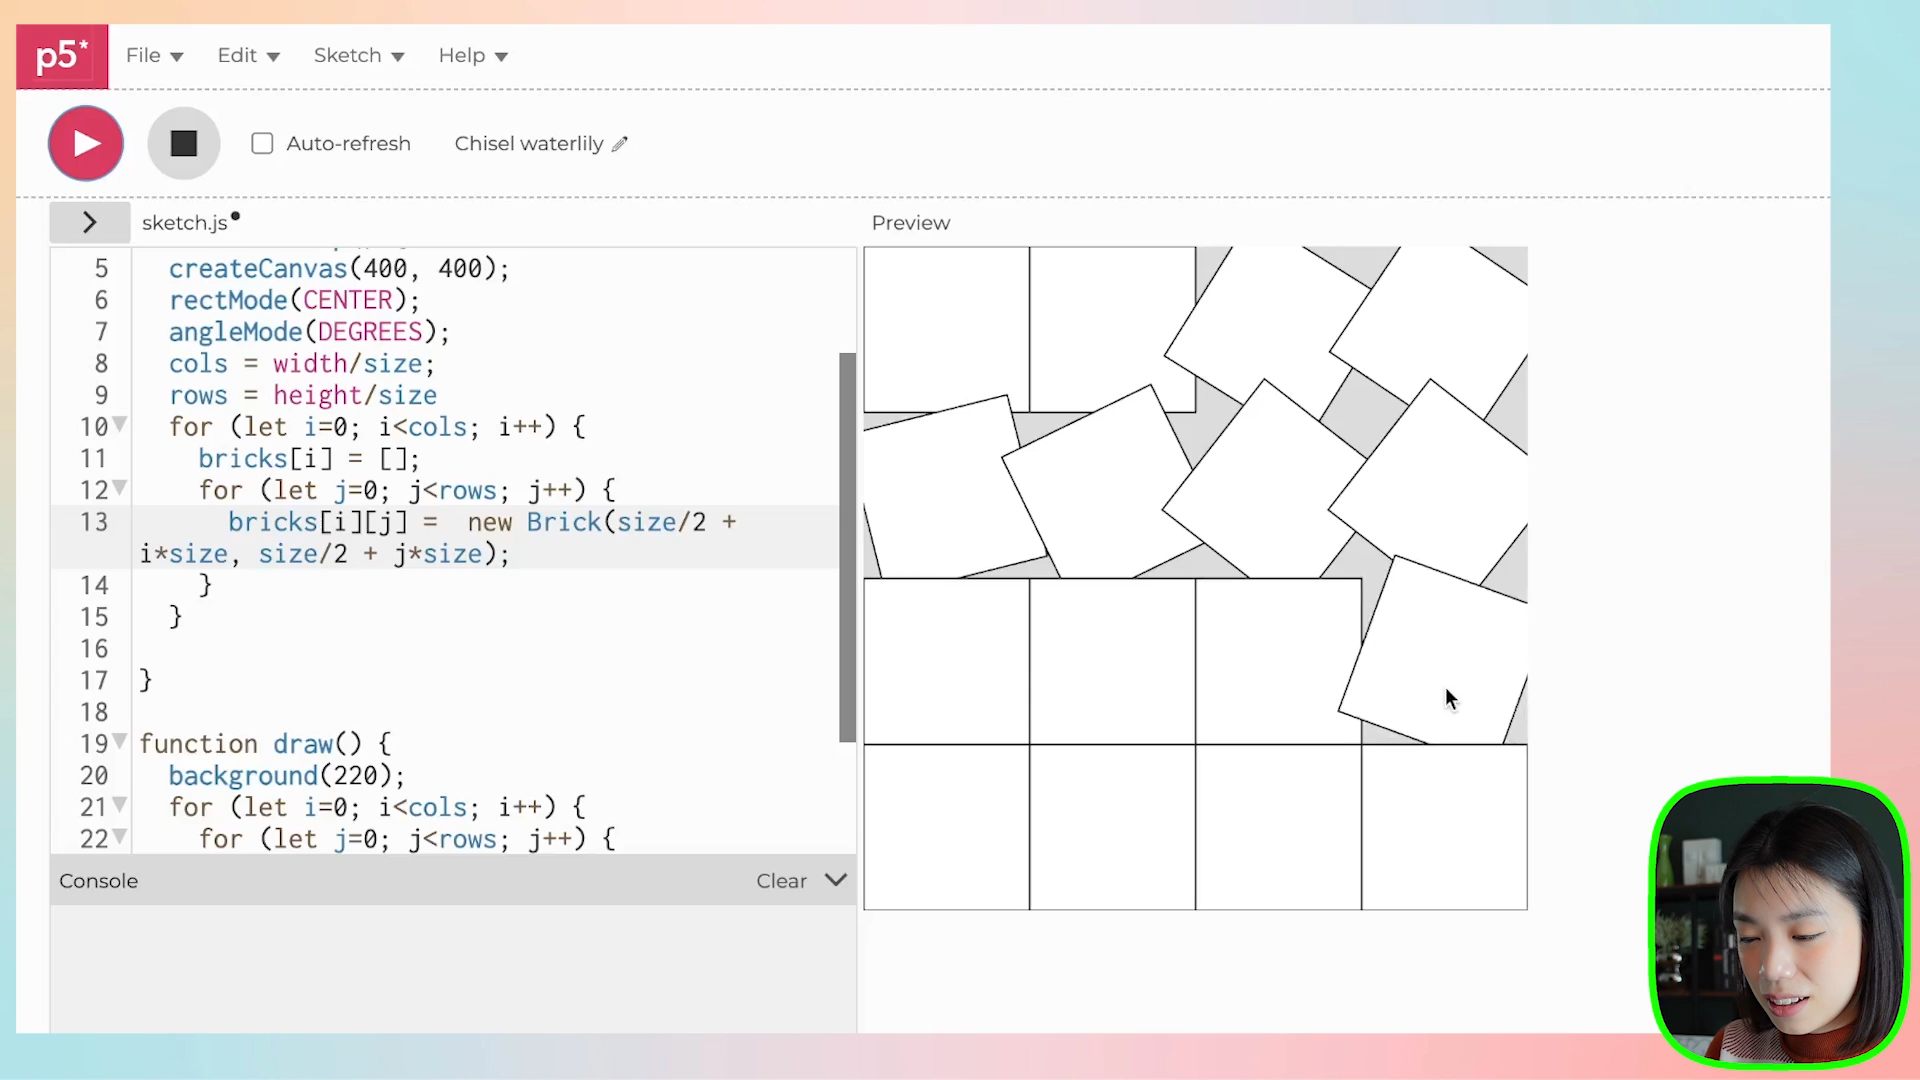 p5*
File Edit Sketch Help
Auto-refresh Chisel waterlily
sketch.js
Preview
5 createCanvas(400, 400);
6 rectMode(CENTER);
7 angleMode(DEGREES);
8 cols = width/size;
9 rows = height/size
10 for (let i=0; i<cols; i++) {
11 bricks[i] = [];
12 for (let j=0; j<rows; j++) {
13 bricks[i][j] =  new Brick(size/2 +
i*size, size/2 + j*size);
14 }
15 }
16
17 }
18
19 function draw() {
20 background(220);
21 for (let i=0; i<cols; i++) {
22 for (let j=0; j<rows; j++) {
Console Clear